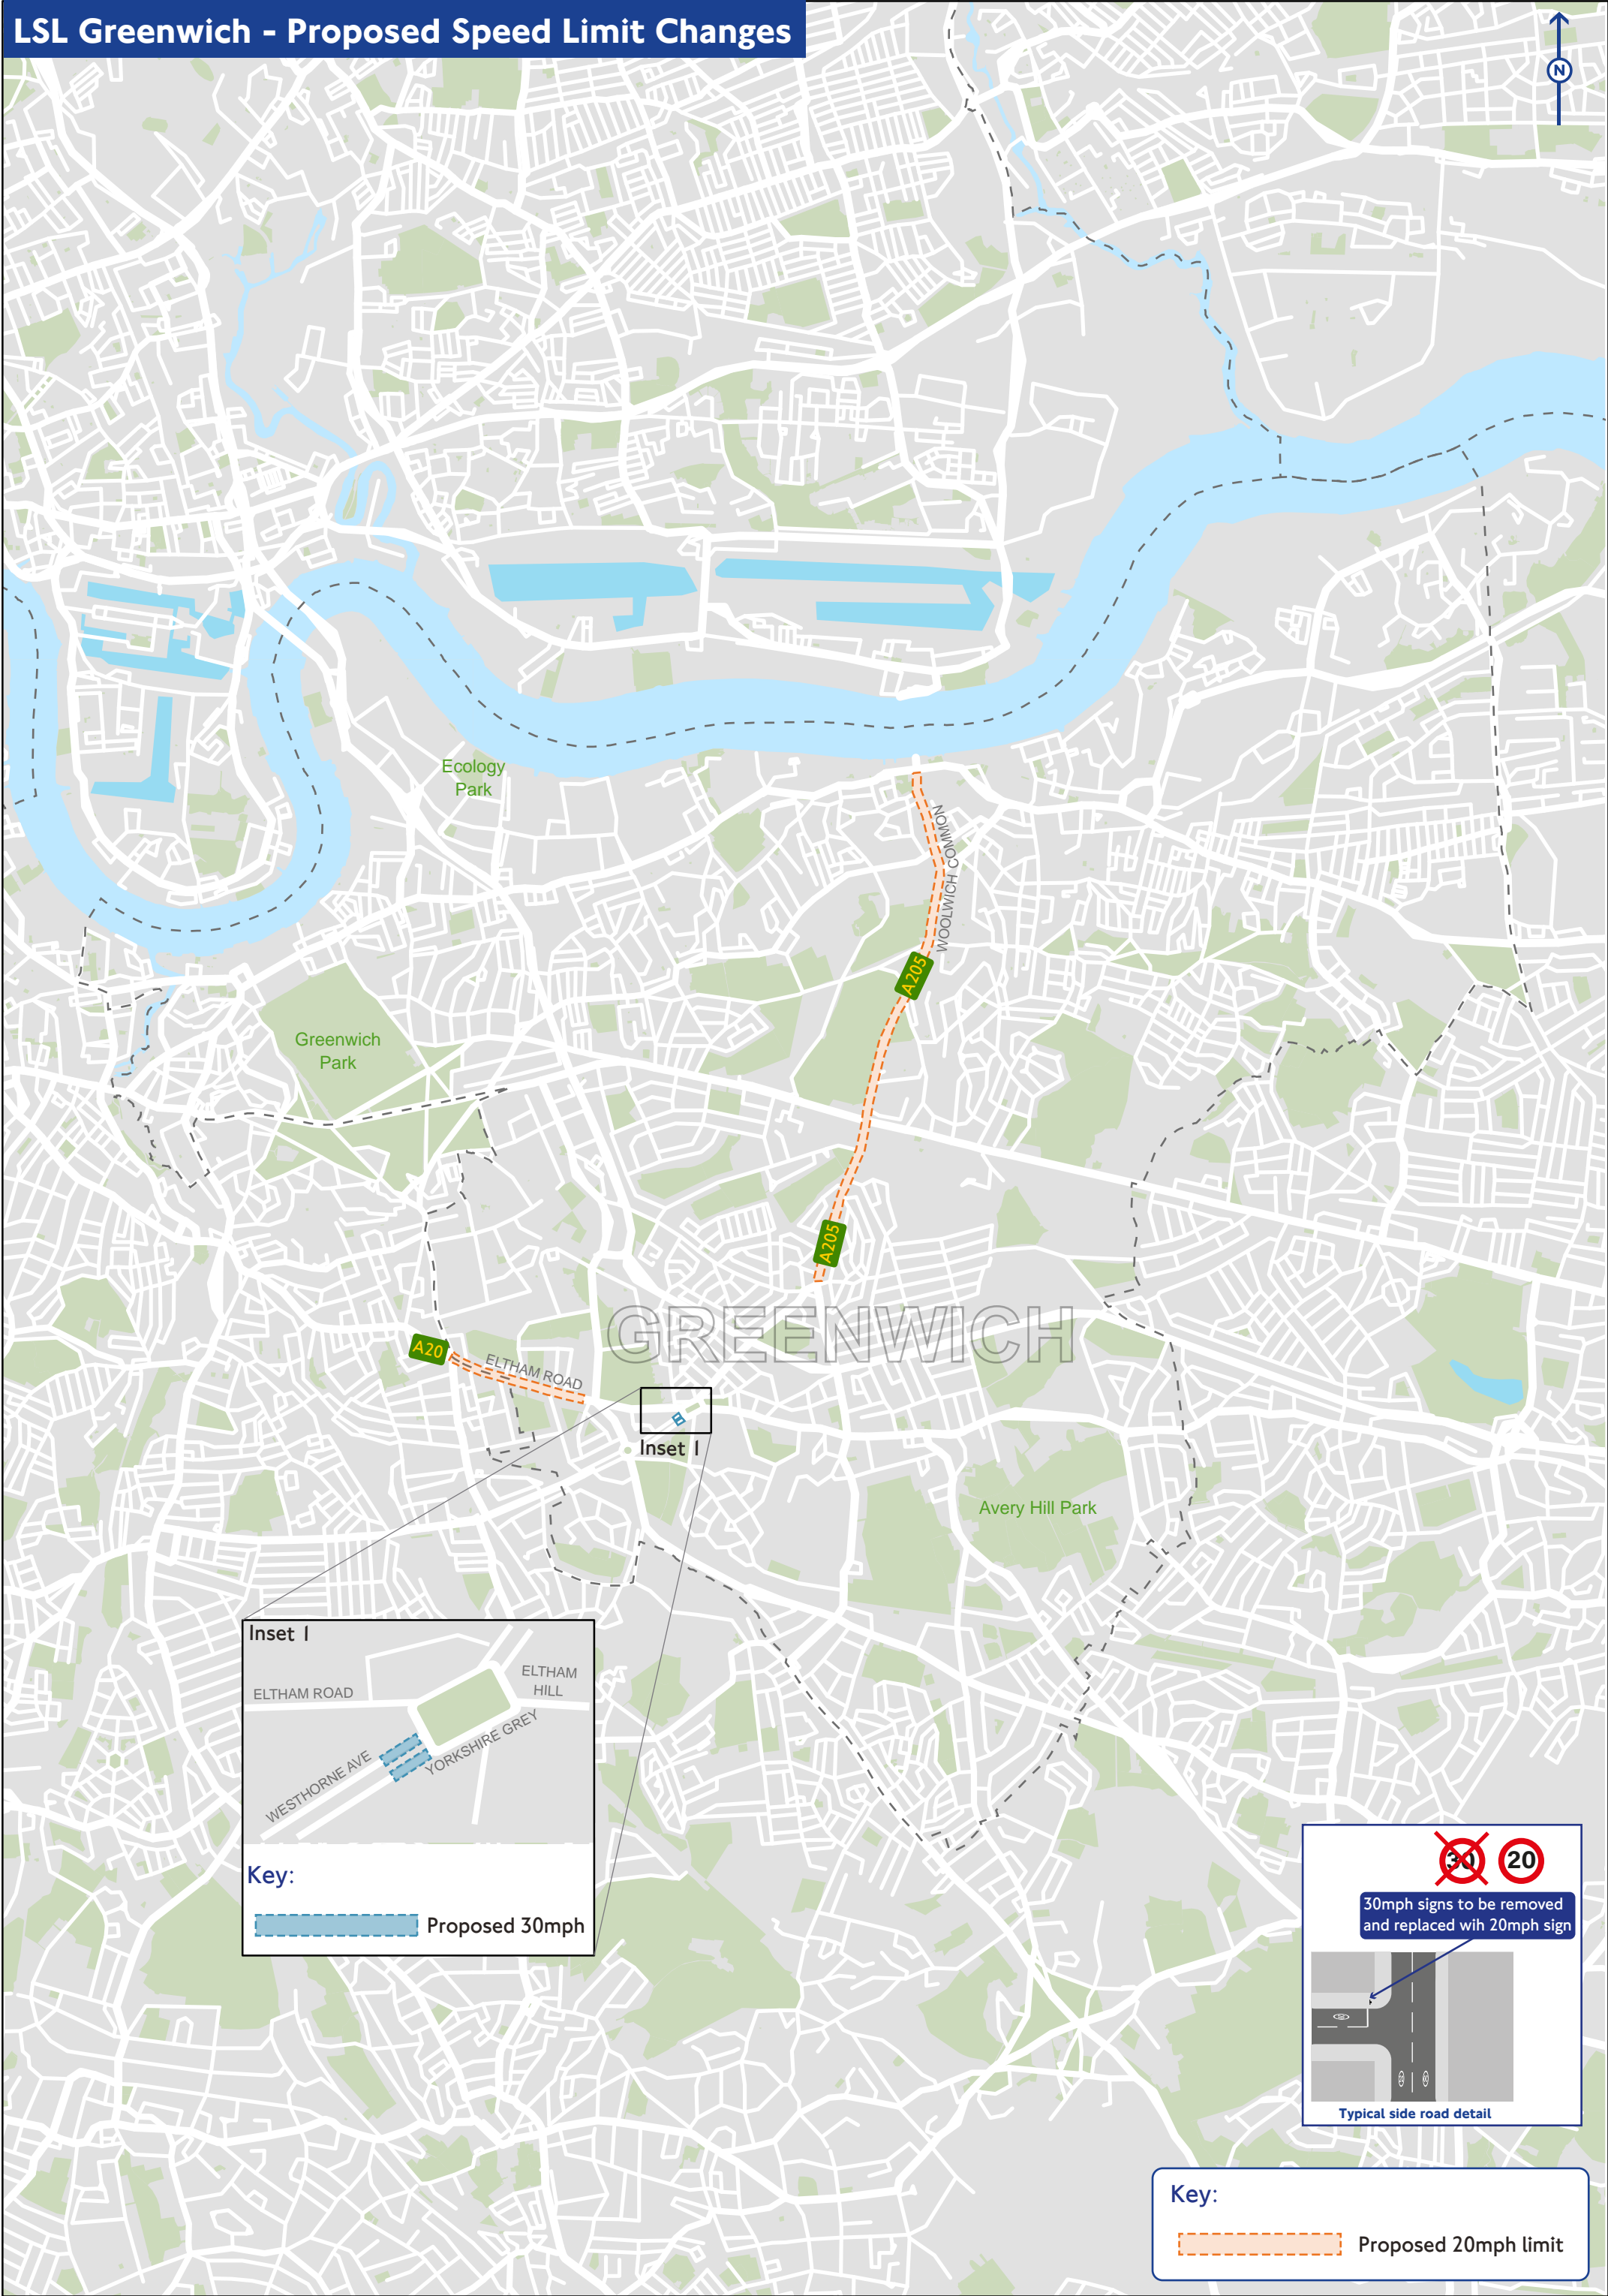 LSL Greenwich - Proposed Speed Limit Changes
N
Ecology
Park
WOOLWICH COMMON
A205
Greenwich
Park
A205
GREENWICH
A20
ELTHAM ROAD
Inset 1
Avery Hill Park
Inset 1
ELTHAM
HILL
ELTHAM ROAD
YORKSHIRE GREY
WESTHORNE AVE
Key:
Proposed 30mph
30
20
30mph signs to be removed
and replaced wih 20mph sign
Typical side road detail
Key:
Proposed 20mph limit